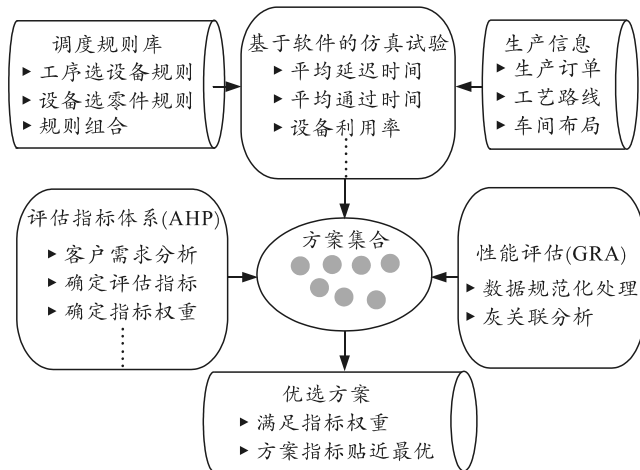 调度规则库
工序选设备规则
设备选零件规则
规则组合
基于软件的仿真试验
平均延迟时间
平均通过时间
设备利用率
生产信息
生产订单
工艺路线
车间布局
评估指标体系(AHP)
客户需求分析
确定评估指标
确定指标权重
方案集合
性能评估(GRA)
数据规范化处理
灰关联分析
优选方案
满足指标权重
方案指标贴近最优